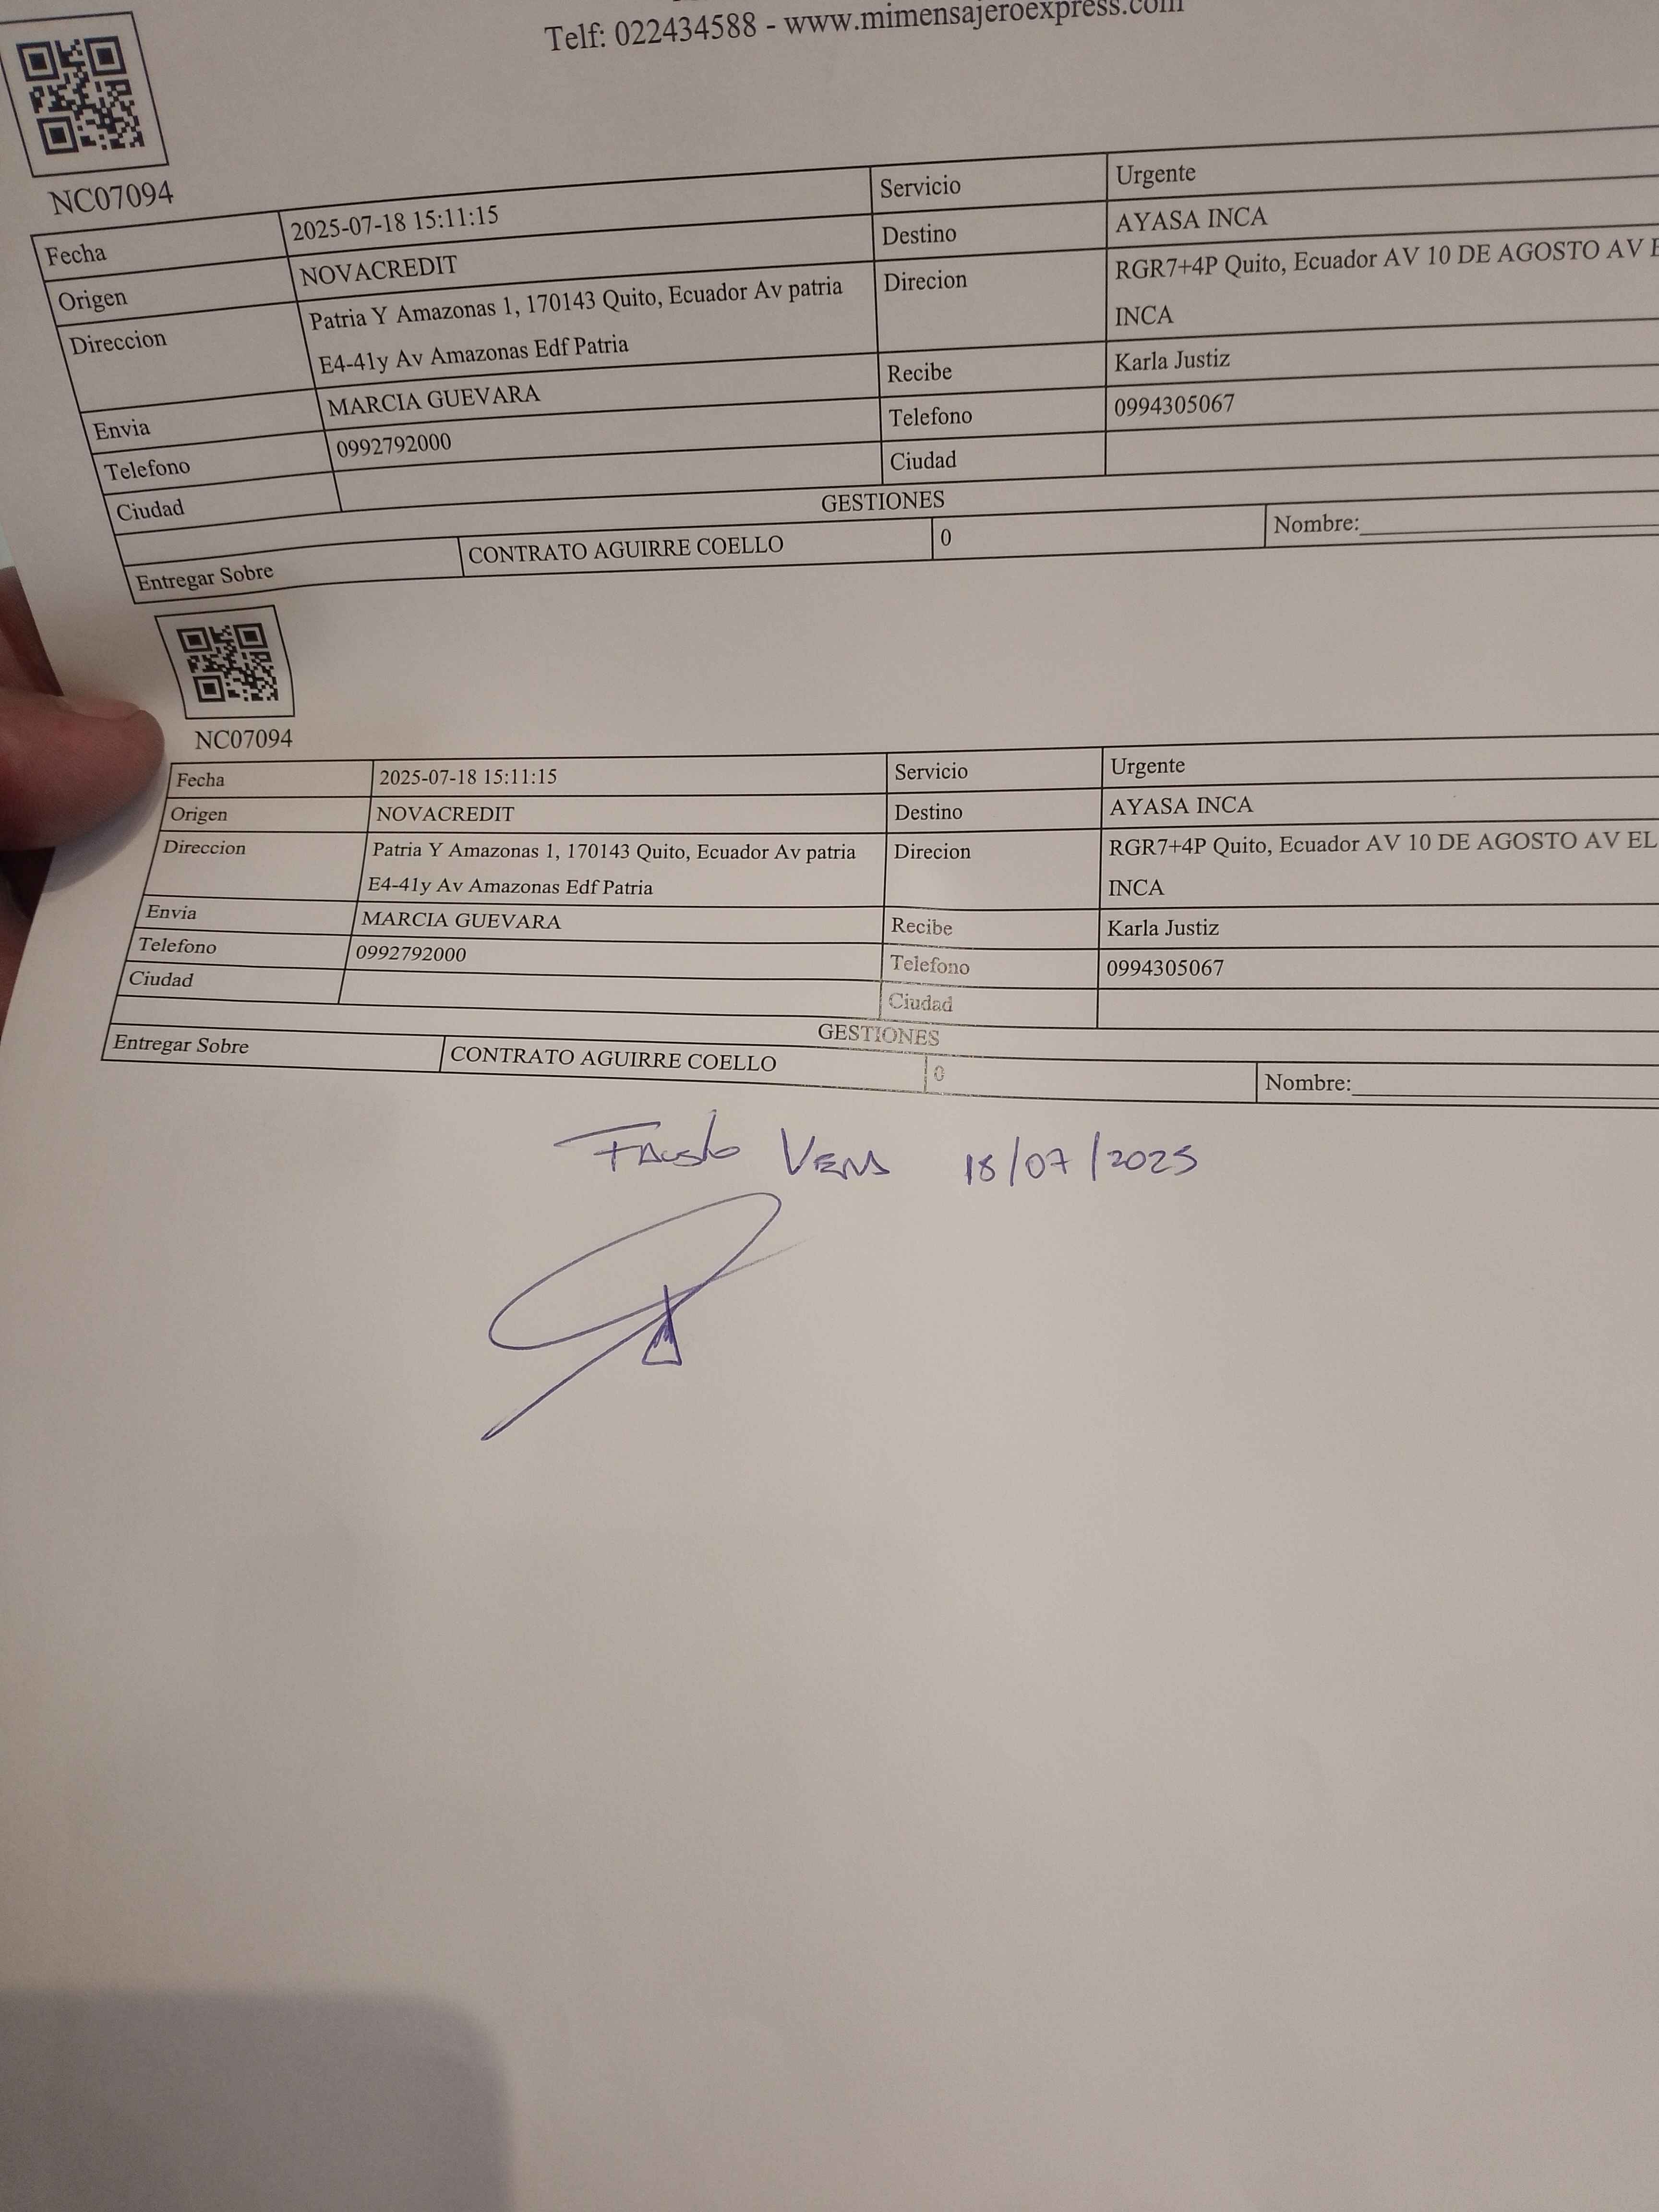 Telf: 022434588 - www.mimensajeroexpress.com
NC07094
Fecha 2025-07-18 15:11:15 Servicio Urgente
Origen NOVACREDIT Destino AYASA INCA
Direccion Patria Y Amazonas 1, 170143 Quito, Ecuador Av patria Direcion RGR7+4P Quito, Ecuador AV 10 DE AGOSTO AV
E4-41y Av Amazonas Edf Patria INCA
Envia MARCIA GUEVARA Recibe Karla Justiz
Telefono 0992792000 Telefono 0994305067
Ciudad Ciudad
GESTIONES
Entregar Sobre CONTRATO AGUIRRE COELLO 0 Nombre:
NC07094
Fecha 2025-07-18 15:11:15 Servicio Urgente
Origen NOVACREDIT Destino AYASA INCA
Direccion Patria Y Amazonas 1, 170143 Quito, Ecuador Av patria Direcion RGR7+4P Quito, Ecuador AV 10 DE AGOSTO AV EL
E4-41y Av Amazonas Edf Patria INCA
Envia MARCIA GUEVARA Recibe Karla Justiz
Telefono 0992792000 Telefono 0994305067
Ciudad Ciudad
GESTIONES
Entregar Sobre CONTRATO AGUIRRE COELLO 0 Nombre:
Fausto Vera 18/07/2025